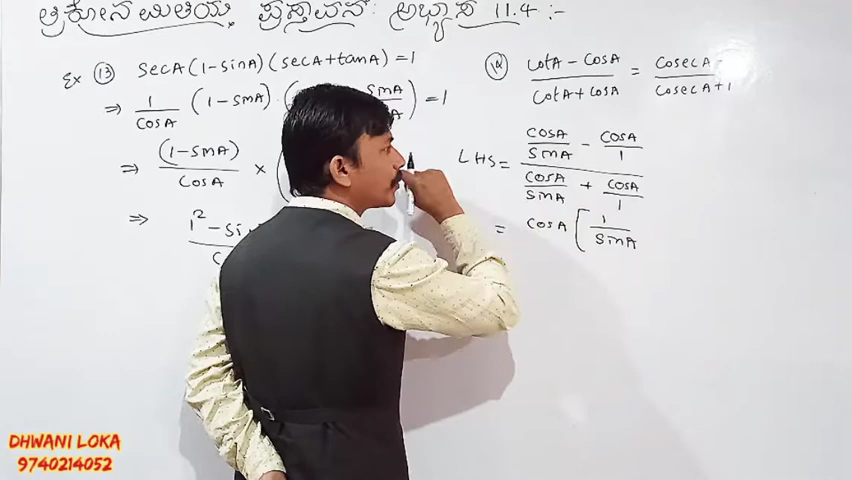 ತ್ರಿಕೋನಮಿತಿಯ ಪ್ರಸ್ತಾವನೆ: ಅಭ್ಯಾಸ 11.4 :-
Ex (13) SecA(1-sinA)(secA+tanA)=1
⇒ 1/CosA (1-sinA). sinA =1
⇒ (1-sinA)/CosA × (
⇒ 1² - Si
CotA - CosA / CotA + CosA = CosecA - / CosecA + 1
LHS = CosA/SinA - CosA/1 / CosA/SinA + CosA/1
= CosA [ 1/SinA
DHWANI LOKA
9740214052